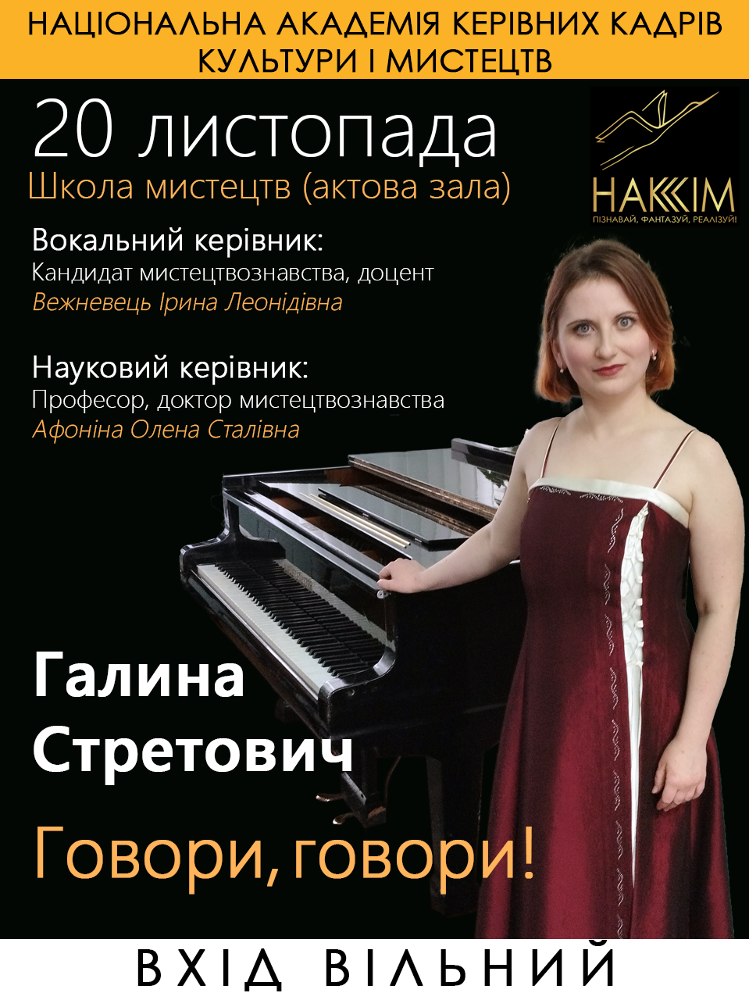 НАЦІОНАЛЬНА АКАДЕМІЯ КЕРІВНИХ КАДРІВ
КУЛЬТУРИ І МИСТЕЦТВ
20 листопада
Школа мистецтв (актова зала)
НАККІМ
ПІЗНАВАЙ, ФАНТАЗУЙ, РЕАЛІЗУЙ!
Вокальний керівник:
Кандидат мистецтвознавства, доцент
Вежневець Ірина Леонідівна
Науковий керівник:
Професор, доктор мистецтвознавства
Афоніна Олена Сталівна
Галина
Стретович
Говори, говори!
ВХІД ВІЛЬНИЙ